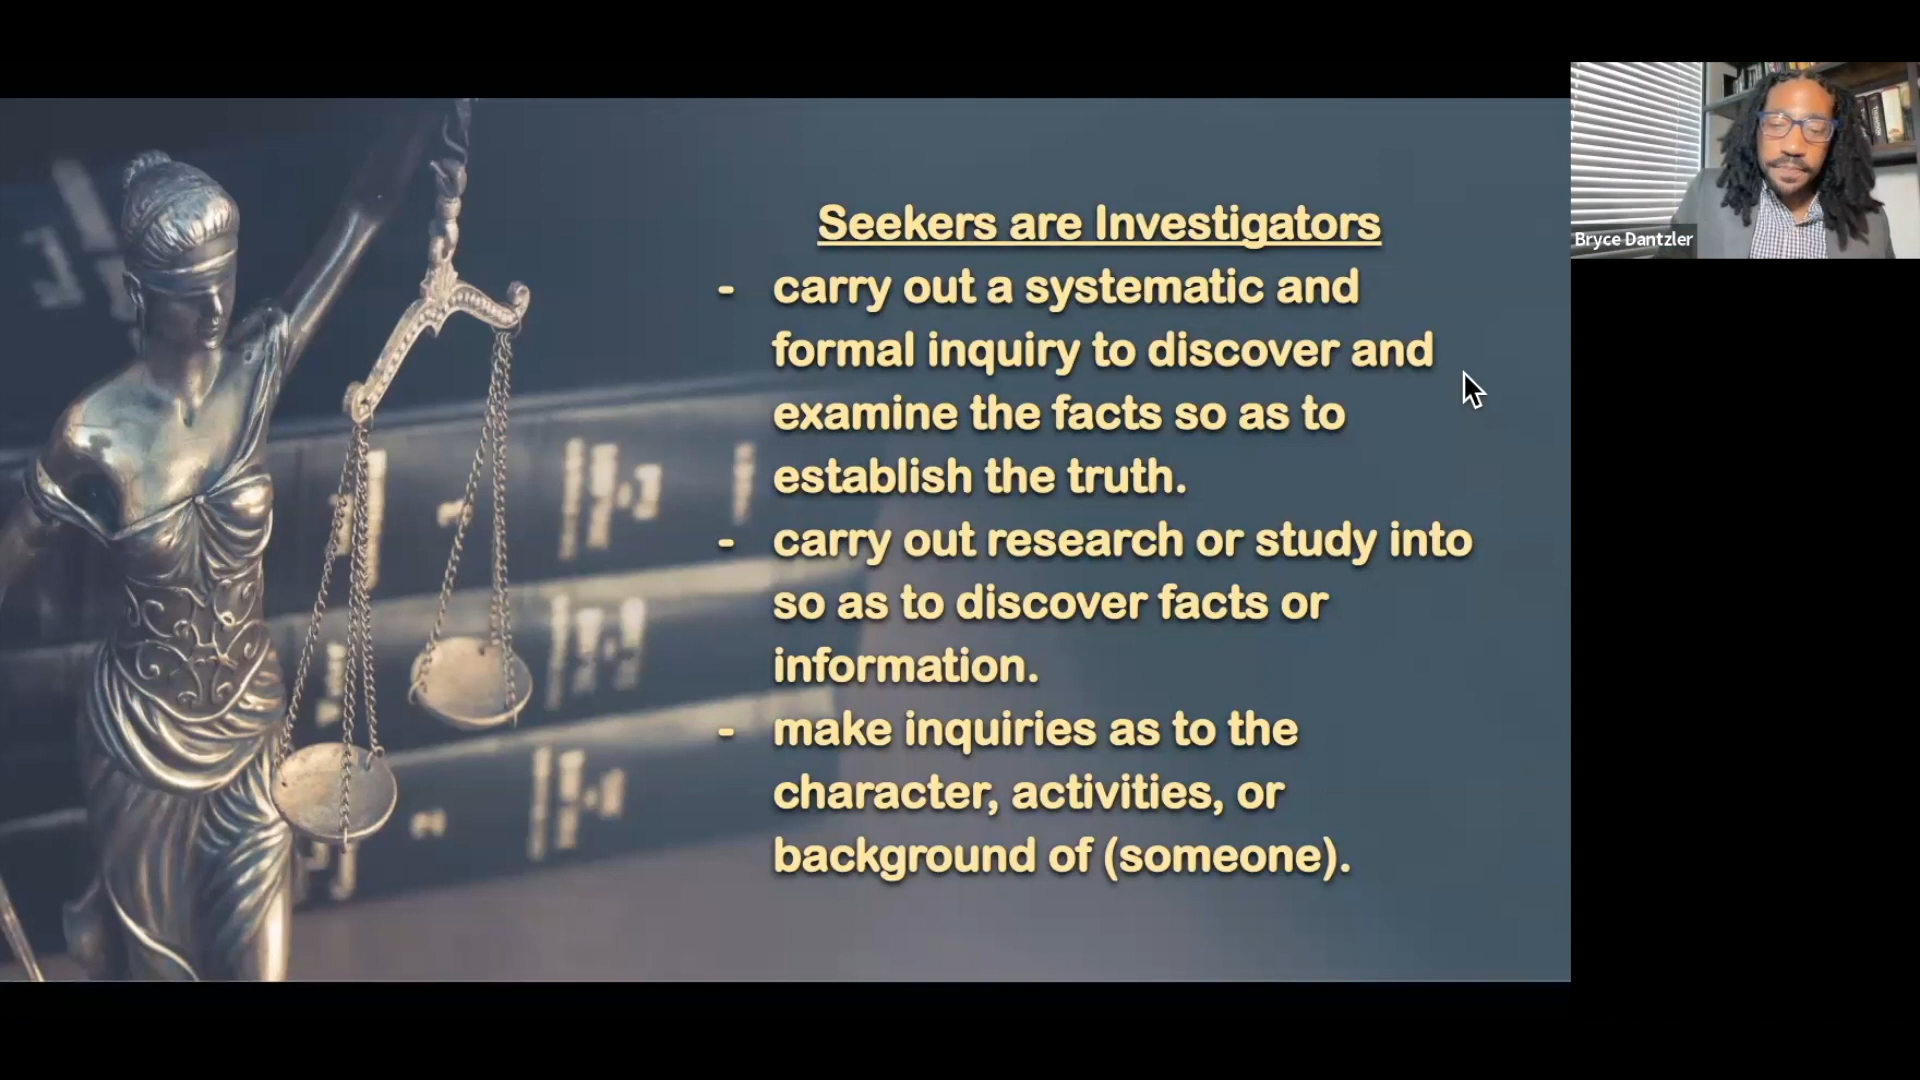 Seekers are Investigators
- carry out a systematic and
formal inquiry to discover and
examine the facts so as to
establish the truth.
- carry out research or study into
so as to discover facts or
information.
- make inquiries as to the
character, activities, or
background of (someone).
Bryce Dantzler